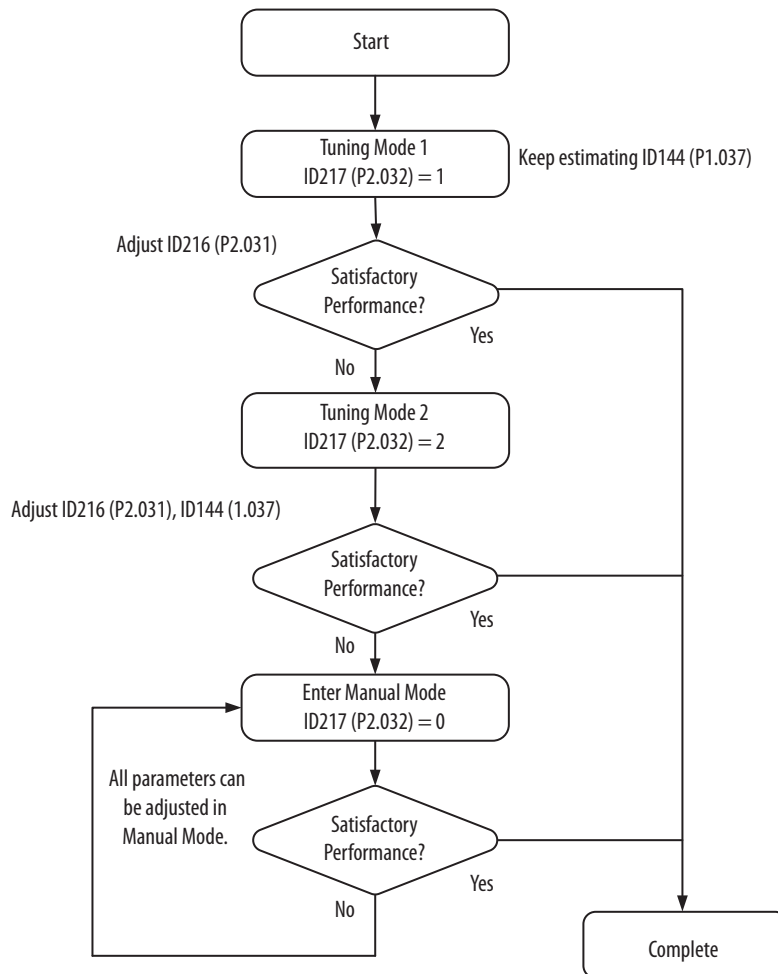 Start
Tuning Mode 1
ID217 (P2.032) = 1
Keep estimating ID144 (P1.037)
Adjust ID216 (P2.031)
Satisfactory
Performance?
Yes
No
Tuning Mode 2
ID217 (P2.032) = 2
Adjust ID216 (P2.031), ID144 (1.037)
Satisfactory
Performance?
Yes
No
Enter Manual Mode
ID217 (P2.032) = 0
All parameters can
be adjusted in
Manual Mode.
Satisfactory
Performance?
Yes
No
Complete